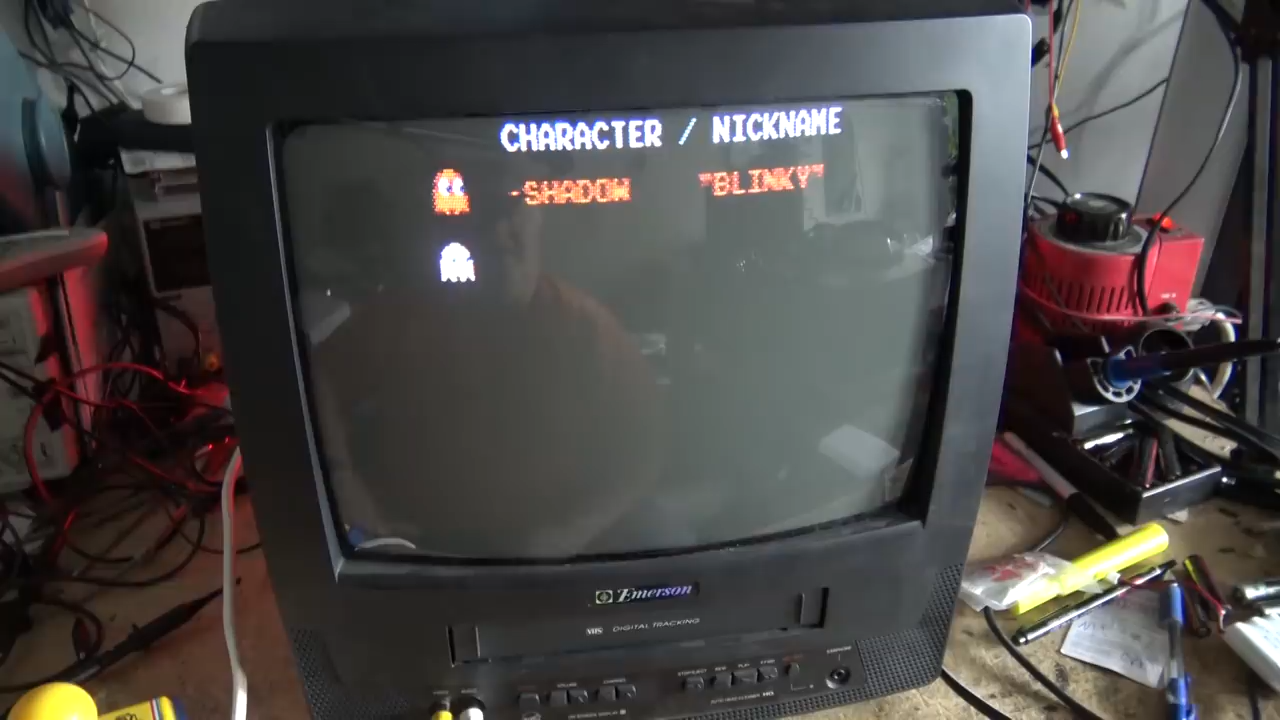 CHARACTER / NICKNAME
-SHADOW "BLINKY"
Emerson
VHS DIGITAL TRACKING